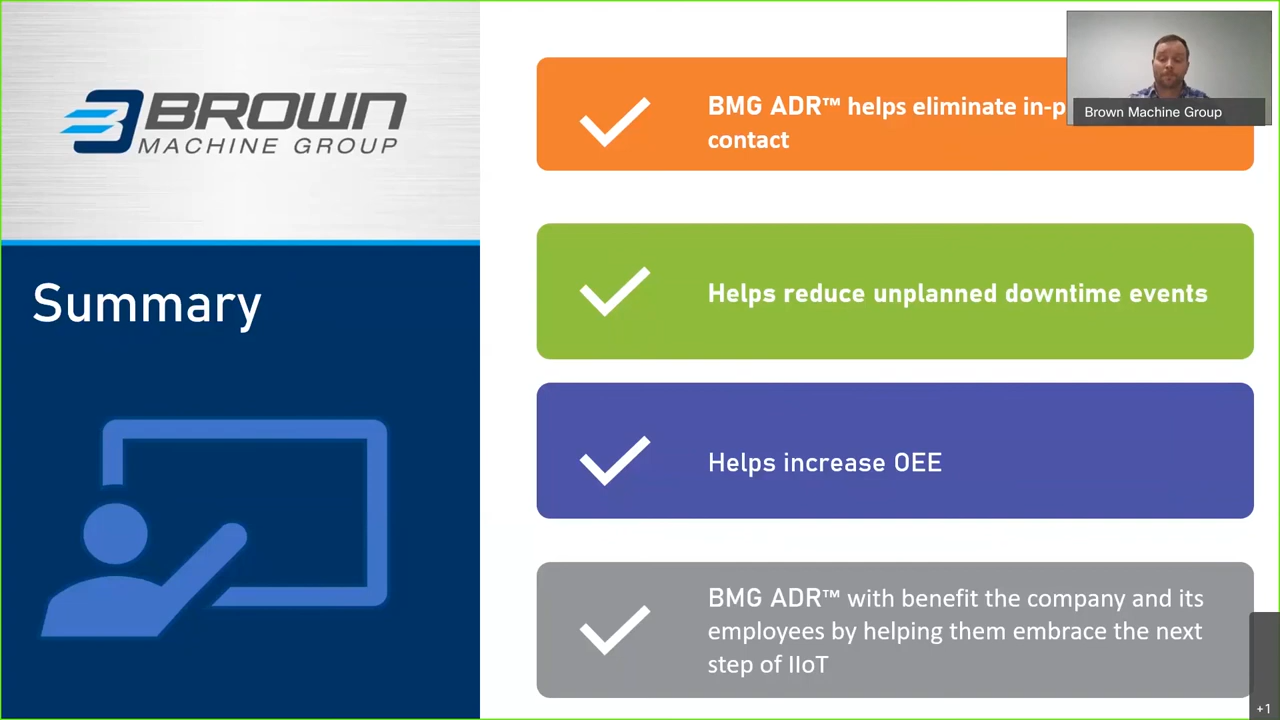 BROWN
MACHINE GROUP
Summary
BMG ADR™ helps eliminate in-p
contact
Brown Machine Group
Helps reduce unplanned downtime events
Helps increase OEE
BMG ADR™ with benefit the company and its
employees by helping them embrace the next
step of IIoT
+1